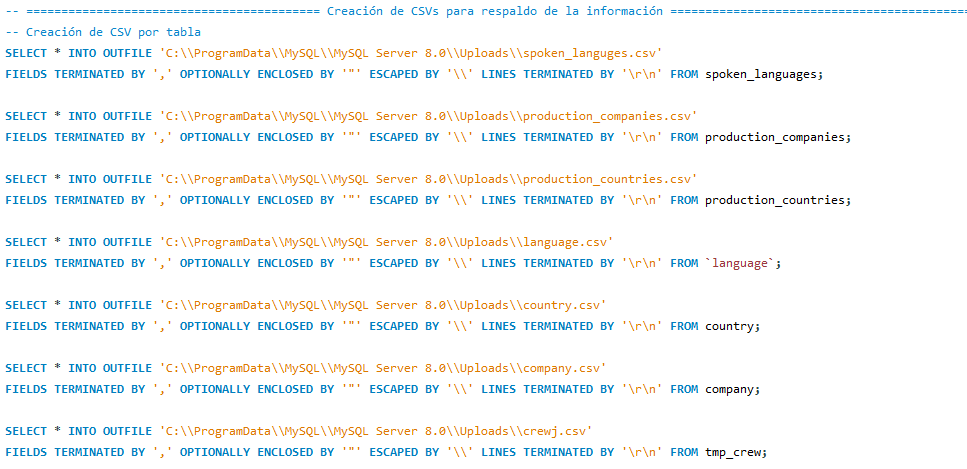 -- ========================================== Creación de CSVs para respaldo de la información ==========================================
-- Creación de CSV por tabla
SELECT * INTO OUTFILE 'C:\\ProgramData\\MySQL\\MySQL Server 8.0\\Uploads\\spoken_languges.csv'
FIELDS TERMINATED BY ',' OPTIONALLY ENCLOSED BY '"' ESCAPED BY '\\' LINES TERMINATED BY '\r\n' FROM spoken_languages;
SELECT * INTO OUTFILE 'C:\\ProgramData\\MySQL\\MySQL Server 8.0\\Uploads\\production_companies.csv'
FIELDS TERMINATED BY ',' OPTIONALLY ENCLOSED BY '"' ESCAPED BY '\\' LINES TERMINATED BY '\r\n' FROM production_companies;
SELECT * INTO OUTFILE 'C:\\ProgramData\\MySQL\\MySQL Server 8.0\\Uploads\\production_countries.csv'
FIELDS TERMINATED BY ',' OPTIONALLY ENCLOSED BY '"' ESCAPED BY '\\' LINES TERMINATED BY '\r\n' FROM production_countries;
SELECT * INTO OUTFILE 'C:\\ProgramData\\MySQL\\MySQL Server 8.0\\Uploads\\language.csv'
FIELDS TERMINATED BY ',' OPTIONALLY ENCLOSED BY '"' ESCAPED BY '\\' LINES TERMINATED BY '\r\n' FROM `language`;
SELECT * INTO OUTFILE 'C:\\ProgramData\\MySQL\\MySQL Server 8.0\\Uploads\\country.csv'
FIELDS TERMINATED BY ',' OPTIONALLY ENCLOSED BY '"' ESCAPED BY '\\' LINES TERMINATED BY '\r\n' FROM country;
SELECT * INTO OUTFILE 'C:\\ProgramData\\MySQL\\MySQL Server 8.0\\Uploads\\company.csv'
FIELDS TERMINATED BY ',' OPTIONALLY ENCLOSED BY '"' ESCAPED BY '\\' LINES TERMINATED BY '\r\n' FROM company;
SELECT * INTO OUTFILE 'C:\\ProgramData\\MySQL\\MySQL Server 8.0\\Uploads\\crewj.csv'
FIELDS TERMINATED BY ',' OPTIONALLY ENCLOSED BY '"' ESCAPED BY '\\' LINES TERMINATED BY '\r\n' FROM tmp_crew;